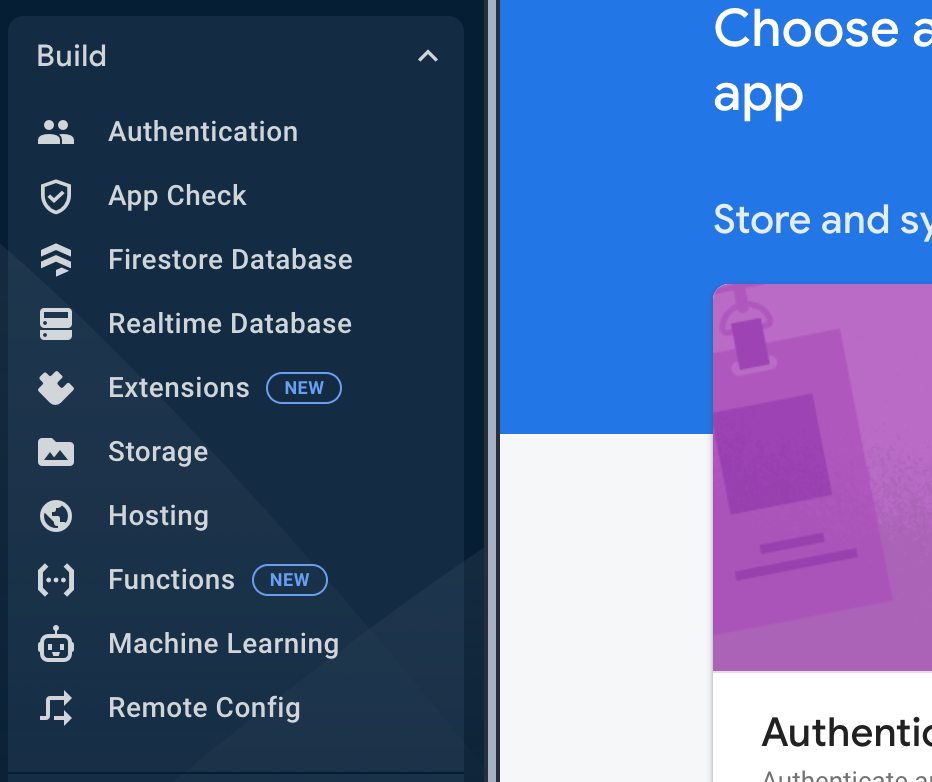 Build
Authentication
App Check
Firestore Database
Realtime Database
Extensions NEW
Storage
Hosting
Functions NEW
Machine Learning
Remote Config
Choose a
app
Store and sy
Authentic
Authenticate a